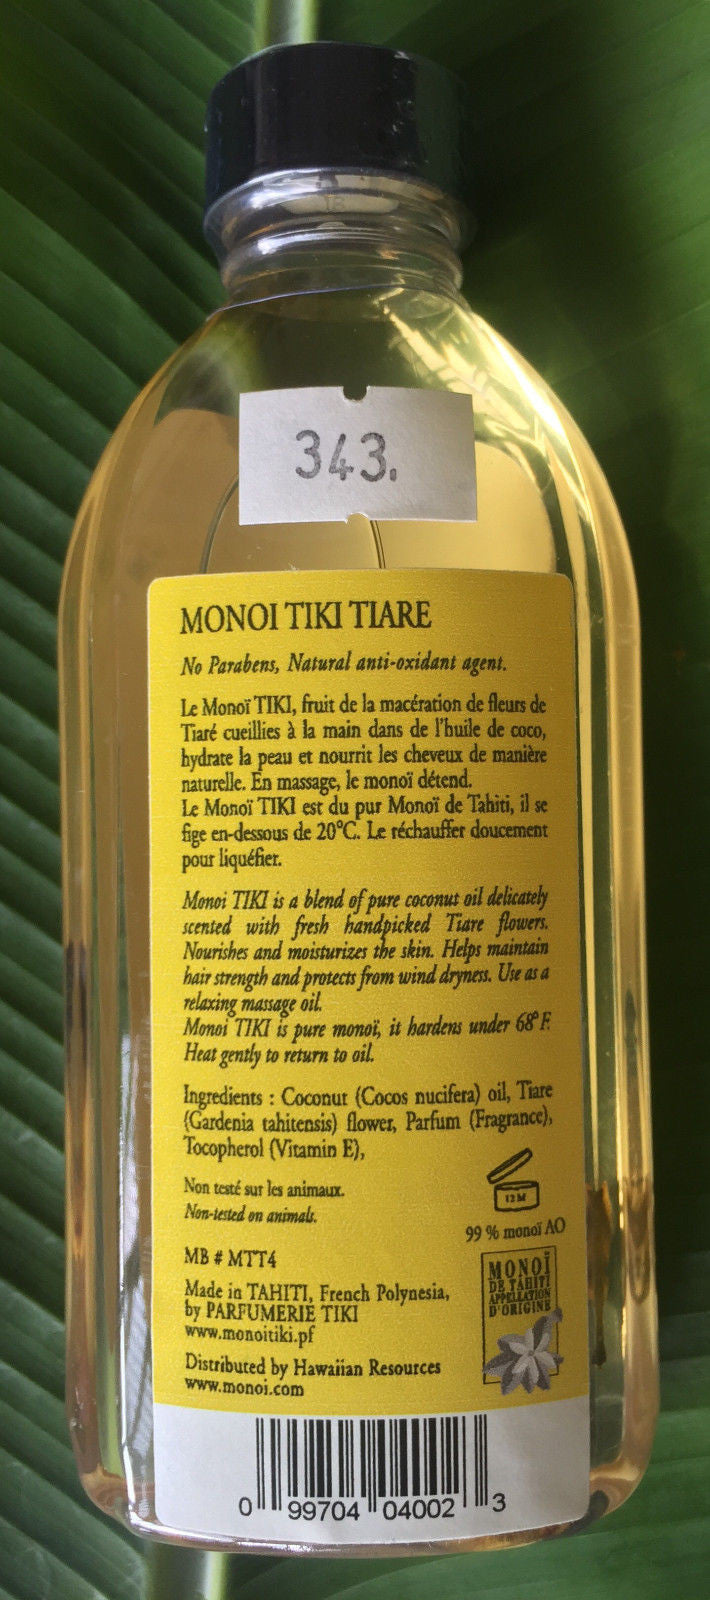 343.
MONOI TIKI TIARE
No Parabens, Natural anti-oxidant agent.
Le Monoï TIKI, fruit de la macération de fleurs de
Tiaré cueillies à la main dans de l'huile de coco,
hydrate la peau et nourrit les cheveux de manière
naturelle. En massage, le monoï détend.
Le Monoï TIKI est du pur Monoï de Tahiti, il se
fige en-dessous de 20°C. Le réchauffer doucement
pour liquéfier.
Monoi TIKI is a blend of pure coconut oil delicately
scented with fresh handpicked Tiare flowers.
Nourishes and moisturizes the skin. Helps maintain
hair strength and protects from wind dryness. Use as a
relaxing massage oil.
Monoi TIKI is pure monoï, it hardens under 68°F.
Heat gently to return to oil.
Ingredients : Coconut (Cocos nucifera) oil, Tiare
(Gardenia tahitensis) flower, Parfum (Fragrance),
Tocopherol (Vitamin E),
Non testé sur les animaux.
Non-tested on animals.
12M
99 % monoï AO
MB # MTT4
MONOÏ
DE TAHITI
APPELLATION
D'ORIGINE
Made in TAHITI, French Polynesia,
by PARFUMERIE TIKI
www.monoitiki.pf
Distributed by Hawaiian Resources
www.monoi.com
0 99704 04002 3